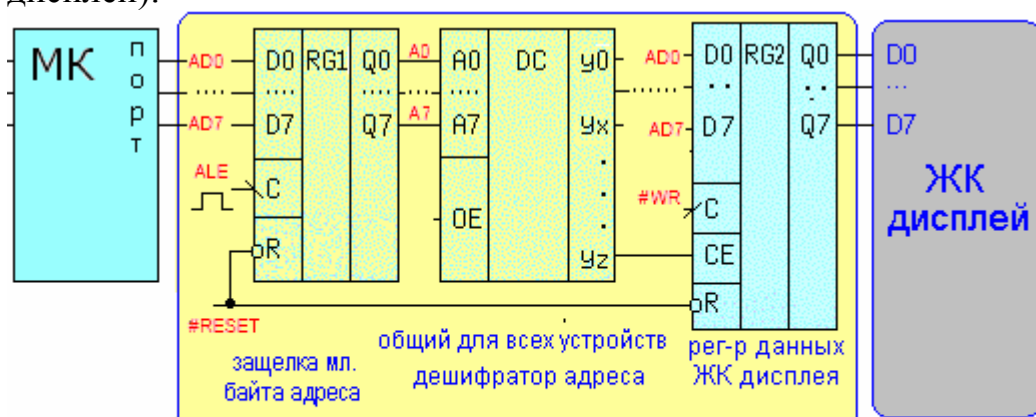 дисплей).
МК
порт
AD0
....
AD7
ALE
#RESET
D0 RG1 Q0
....
D7 Q7
C
R
A0
....
A7
A0 DC y0
....
A7 yx
OE
yz
AD0
......
AD7
#WR
D0 RG2 Q0
D7 Q7
C
CE
R
D0
...
D7
ЖК
дисплей
защелка мл.
байта адреса
общий для всех устройств
дешифратор адреса
рег-р данных
ЖК дисплея